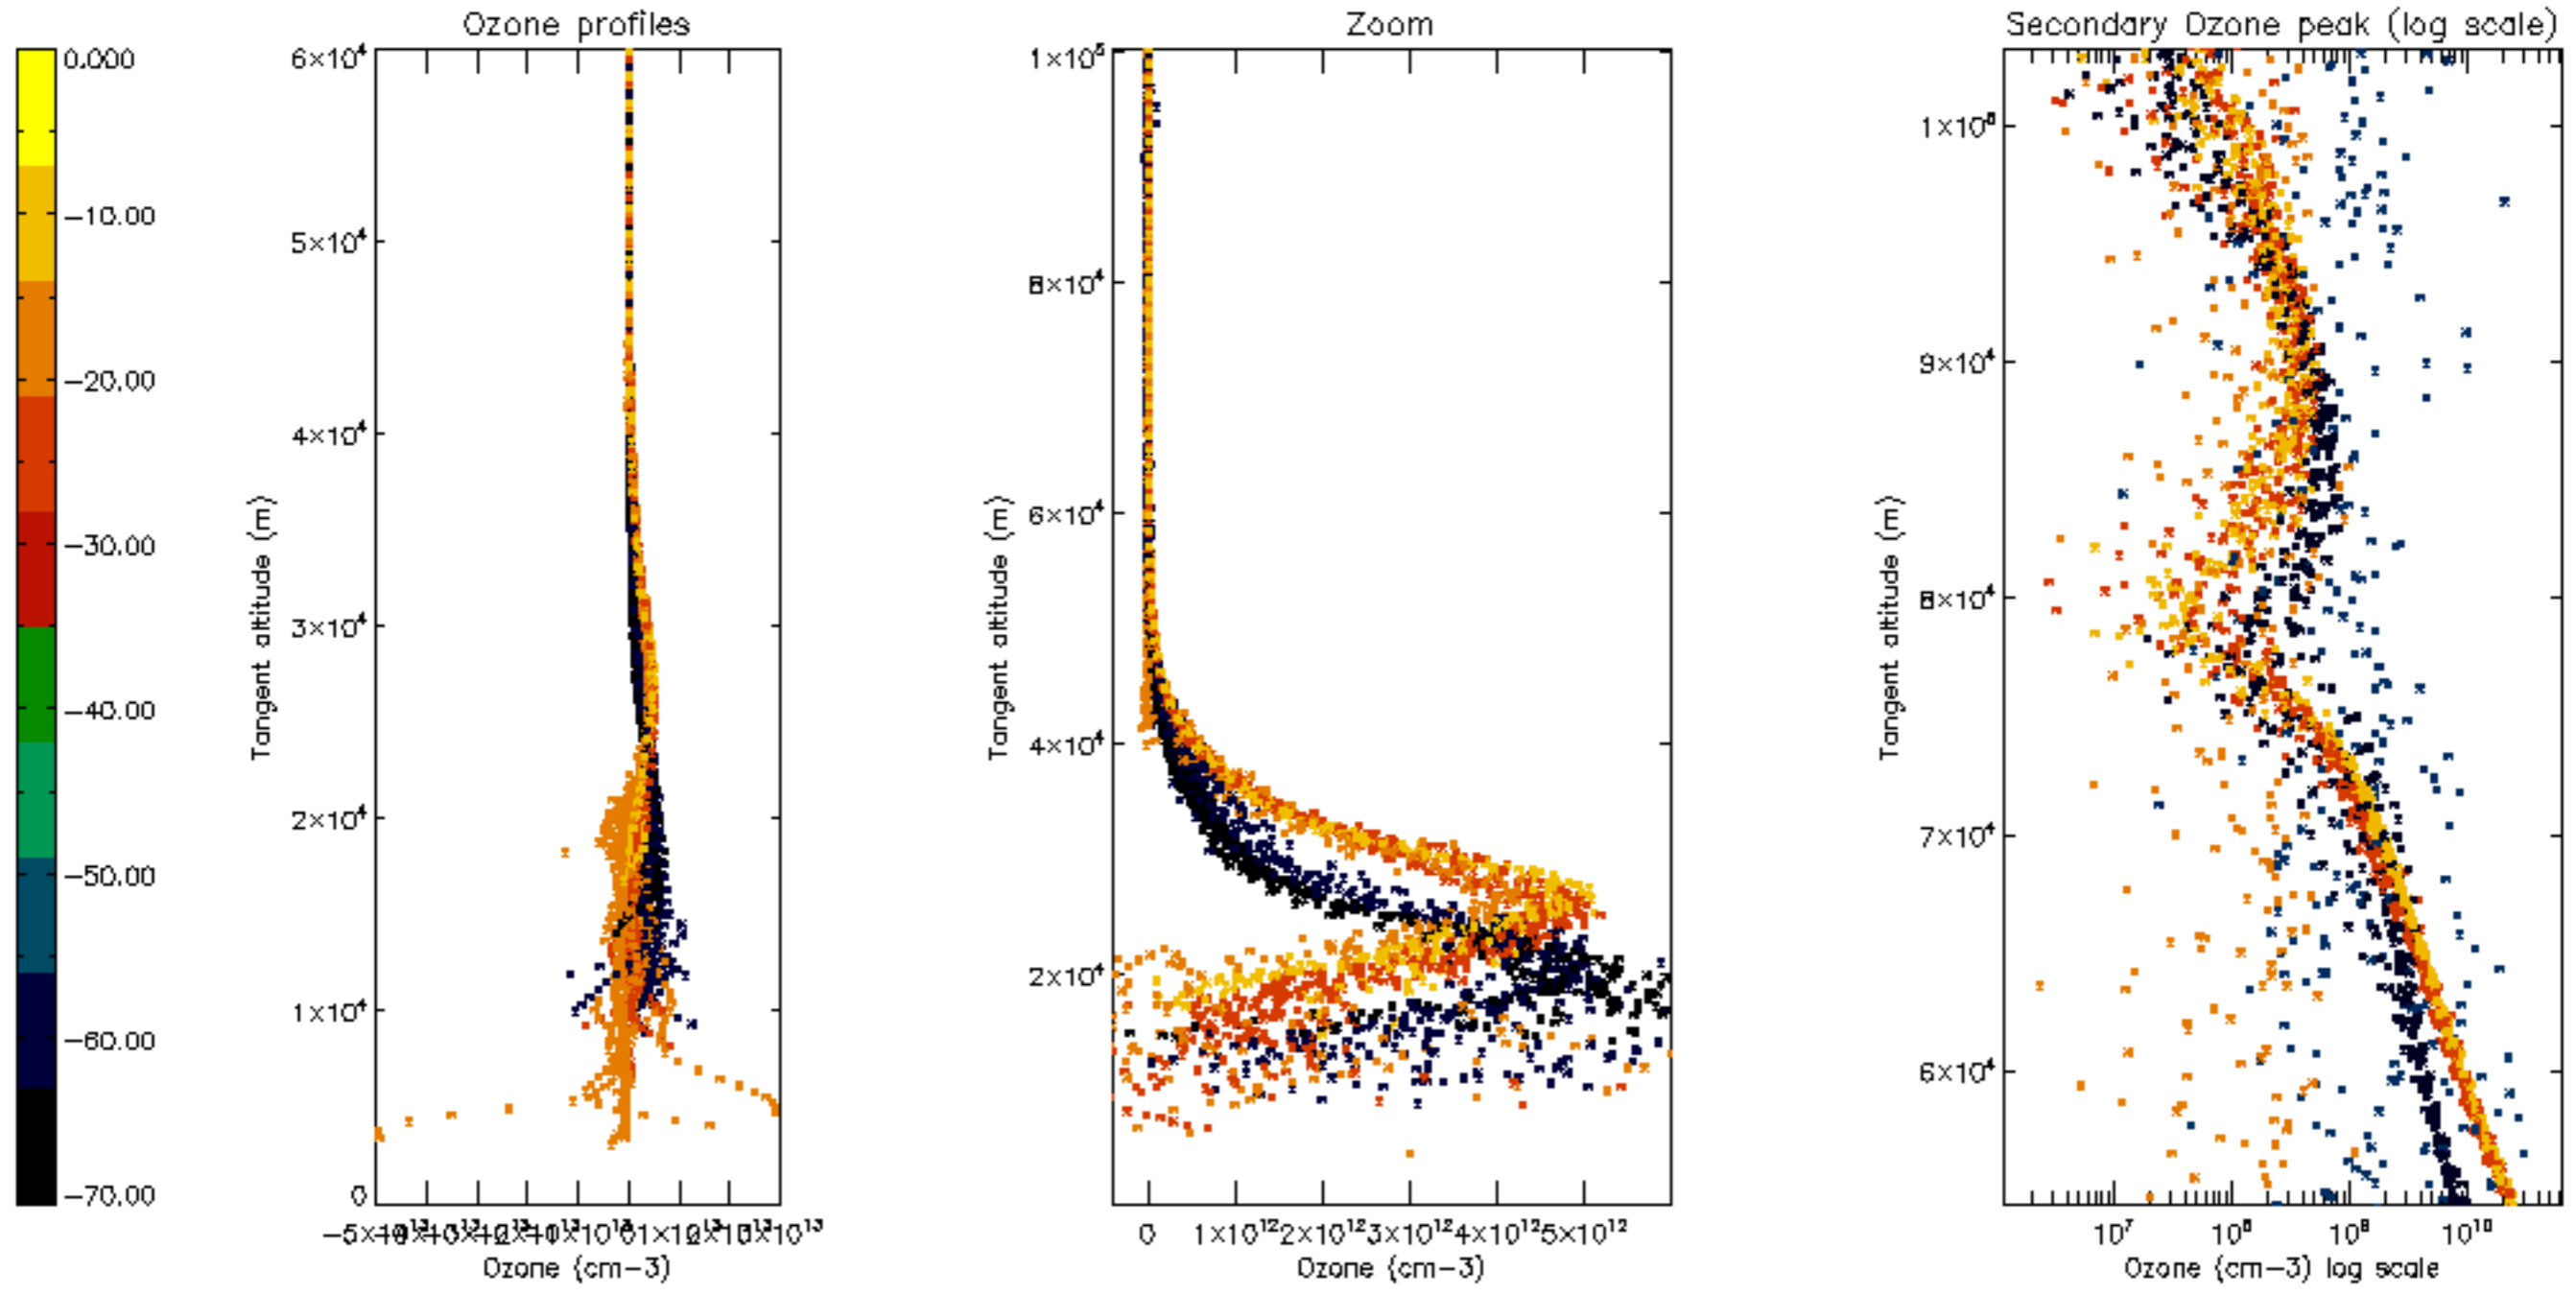 0.000
−10.00
−20.00
−30.00
−40.00
−50.00
−60.00
−70.00
Ozone profiles
6×10⁴
5×10⁴
4×10⁴
3×10⁴
2×10⁴
1×10⁴
0
Tangent altitude (m)
Ozone (cm−3)
Zoom
1×10⁵
8×10⁴
6×10⁴
4×10⁴
2×10⁴
Tangent altitude (m)
0 1×10¹² 2×10¹² 3×10¹² 4×10¹² 5×10¹²
Ozone (cm−3)
Secondary Ozone peak (log scale)
1×10⁵
9×10⁴
8×10⁴
7×10⁴
6×10⁴
Tangent altitude (m)
10⁷ 10⁸ 10⁹ 10¹⁰
Ozone (cm−3) log scale